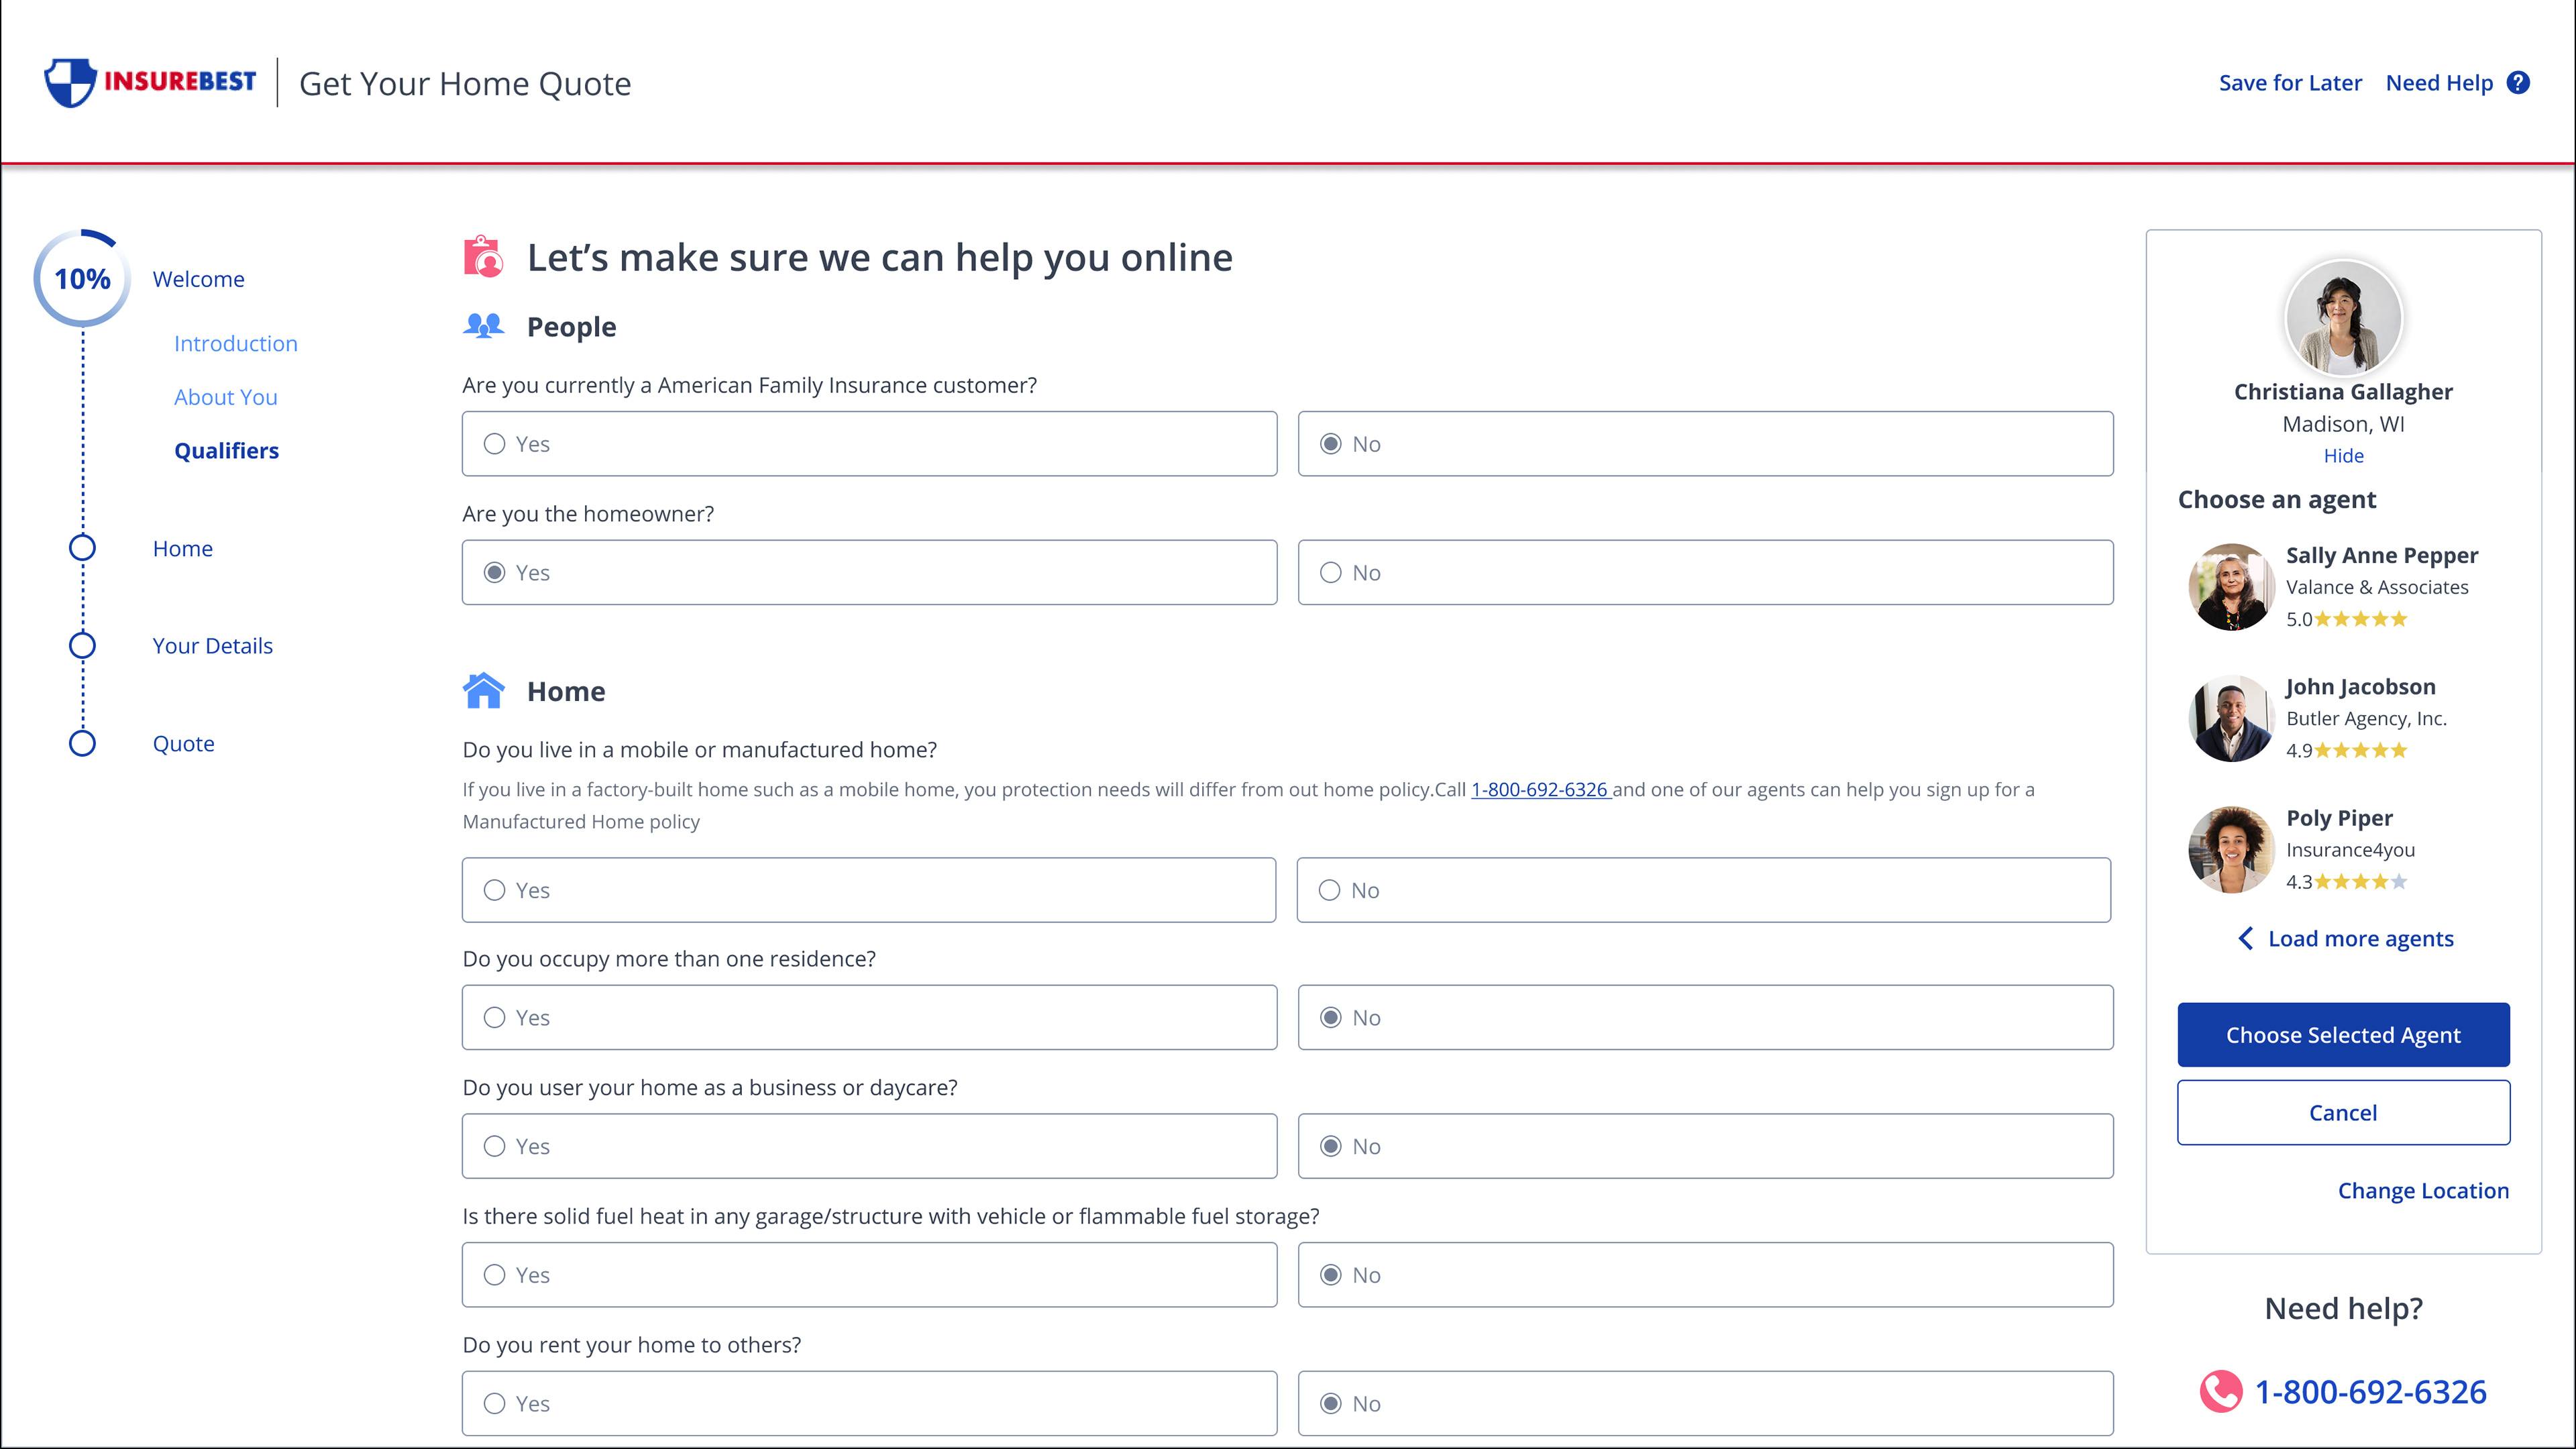 INSUREBEST
Get Your Home Quote
Save for Later
Need Help ?
10%
Welcome
Introduction
About You
Qualifiers
Home
Your Details
Quote
Let’s make sure we can help you online
People
Are you currently a American Family Insurance customer?
Yes
No
Are you the homeowner?
Yes
No
Home
Do you live in a mobile or manufactured home?
If you live in a factory-built home such as a mobile home, you protection needs will differ from out home policy.Call 1-800-692-6326 and one of our agents can help you sign up for a
Manufactured Home policy
Yes
No
Do you occupy more than one residence?
Yes
No
Do you user your home as a business or daycare?
Yes
No
Is there solid fuel heat in any garage/structure with vehicle or flammable fuel storage?
Yes
No
Do you rent your home to others?
Yes
No
Christiana Gallagher
Madison, WI
Hide
Choose an agent
Sally Anne Pepper
Valance & Associates
5.0
John Jacobson
Butler Agency, Inc.
4.9
Poly Piper
Insurance4you
4.3
Load more agents
Choose Selected Agent
Cancel
Change Location
Need help?
1-800-692-6326